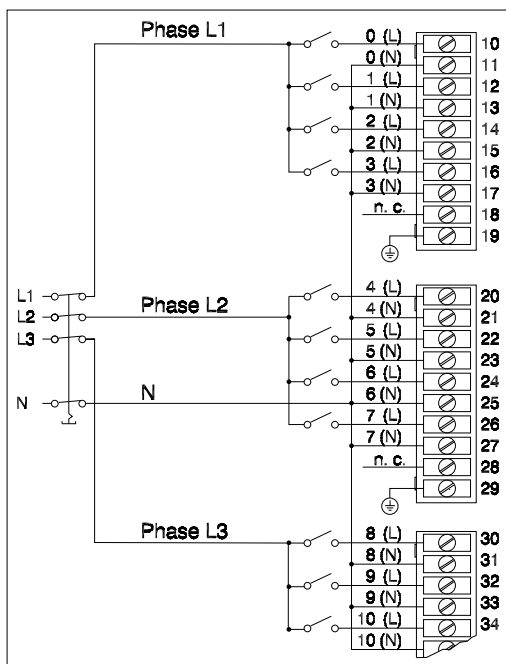 Phase L1
0 (L) 10
0 (N) 11
1 (L) 12
1 (N) 13
2 (L) 14
2 (N) 15
3 (L) 16
3 (N) 17
n. c. 18
19
L1
L2
L3
N
Phase L2
N
4 (L) 20
4 (N) 21
5 (L) 22
5 (N) 23
6 (L) 24
6 (N) 25
7 (L) 26
7 (N) 27
n. c. 28
29
Phase L3
8 (L) 30
8 (N) 31
9 (L) 32
9 (N) 33
10 (L) 34
10 (N)